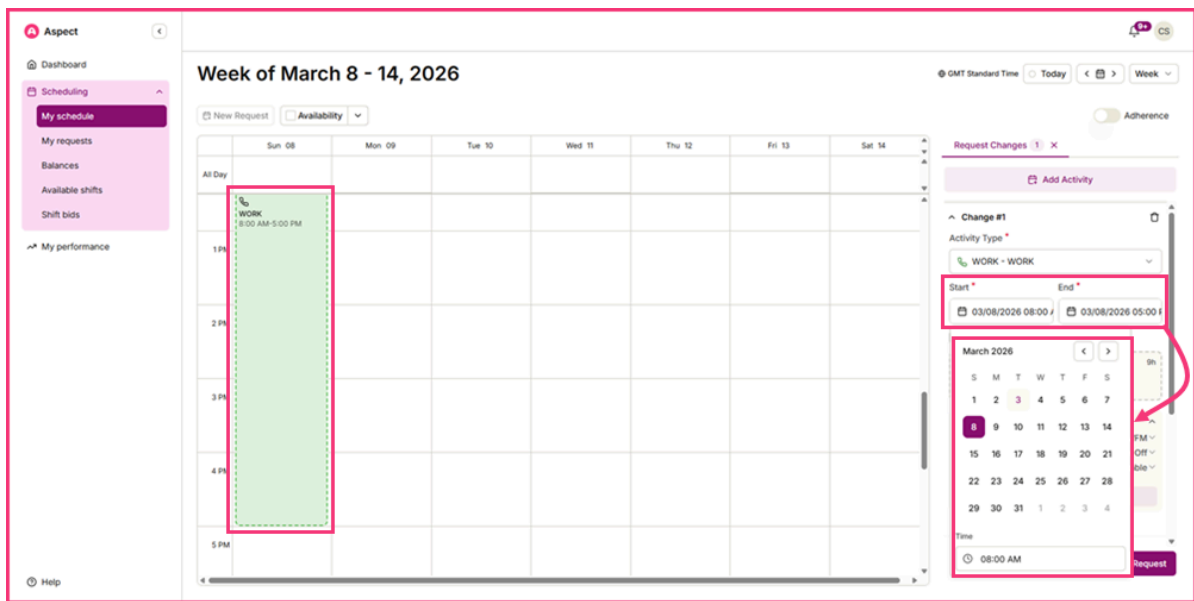 Aspect
9+
CS
Dashboard
Scheduling
My schedule
My requests
Balances
Available shifts
Shift bids
My performance
Help
Week of March 8 - 14, 2026
GMT Standard Time
Today
Week
New Request
Availability
Adherence
Sun 08 Mon 09 Tue 10 Wed 11 Thu 12 Fri 13 Sat 14
All Day
WORK
8:00 AM-5:00 PM
2 PM
3 PM
4 PM
5 PM
Request Changes 1
Add Activity
Change #1
Activity Type *
WORK - WORK
Start * End *
03/08/2026 08:00 03/08/2026 05:00
9h
March 2026
S M T W T F S
1 2 3 4 5 6 7
8 9 10 11 12 13 14
15 16 17 18 19 20 21
22 23 24 25 26 27 28
29 30 31 1 2 3 4
Off
Time
08:00 AM
Request